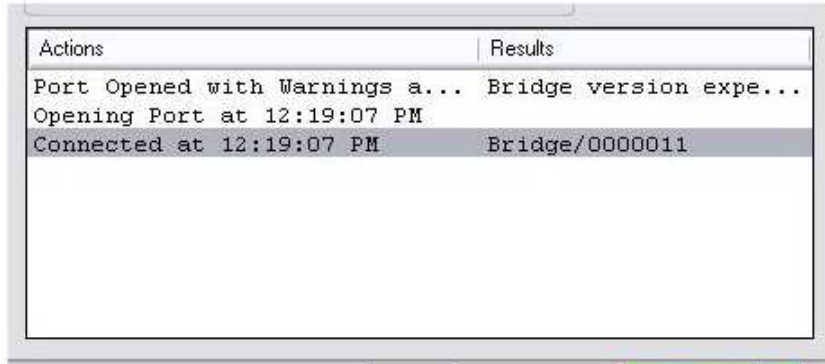 Actions Results
Port Opened with Warnings a... Bridge version expe...
Opening Port at 12:19:07 PM
Connected at 12:19:07 PM Bridge/0000011